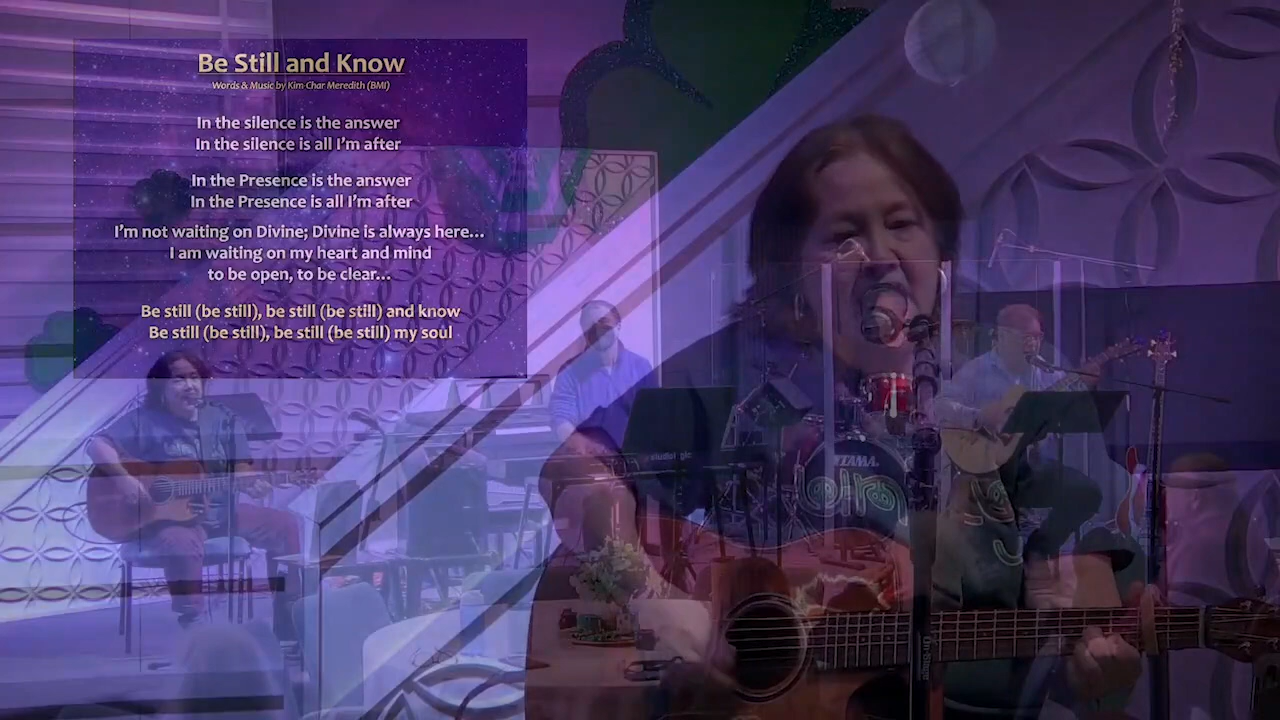 Be Still and Know
Words & Music by Kim-Char Meredith (BMI)
In the silence is the answer
In the silence is all I'm after
In the Presence is the answer
In the Presence is all I'm after
I'm not waiting on Divine; Divine is always here...
I am waiting on my heart and mind
to be open, to be clear...
Be still (be still), be still (be still) and know
Be still (be still), be still (be still) my soul
TAMA
On-Stage